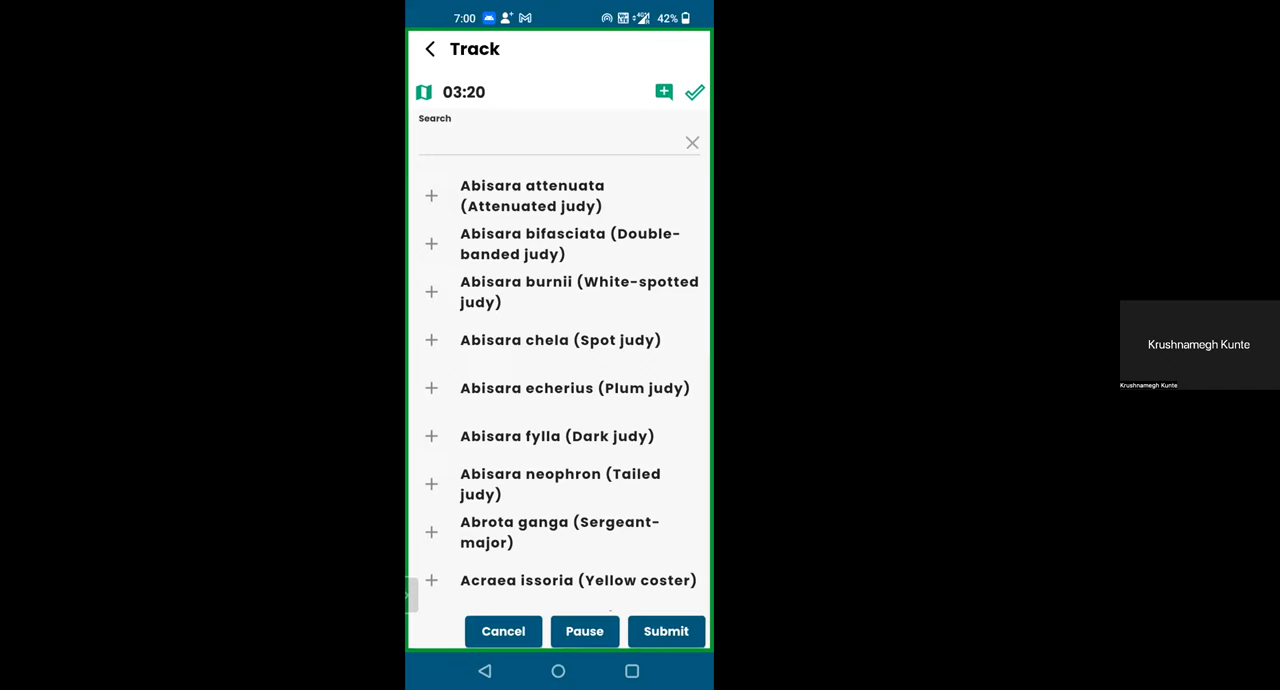 7:00
42%
Track
03:20
Search
Abisara attenuata
(Attenuated judy)
Abisara bifasciata (Double-
banded judy)
Abisara burnii (White-spotted
judy)
Abisara chela (Spot judy)
Abisara echerius (Plum judy)
Abisara fylla (Dark judy)
Abisara neophron (Tailed
judy)
Abrota ganga (Sergeant-
major)
Acraea issoria (Yellow coster)
Cancel Pause Submit
Krushnamegh Kunte
Krushnamegh Kunte